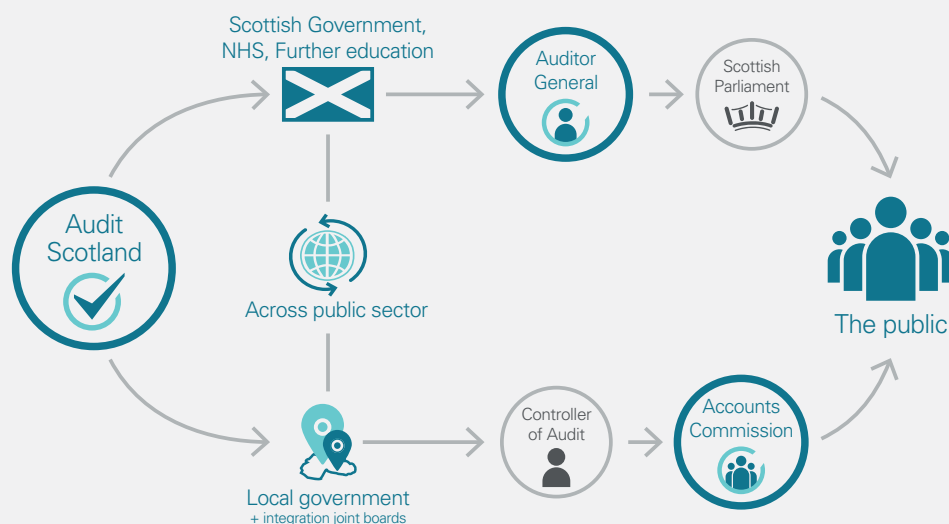 Scottish Government,
NHS, Further education
Auditor
General
Scottish
Parliament
Audit
Scotland
Across public sector
The public
Local government
+ integration joint boards
Controller
of Audit
Accounts
Commission